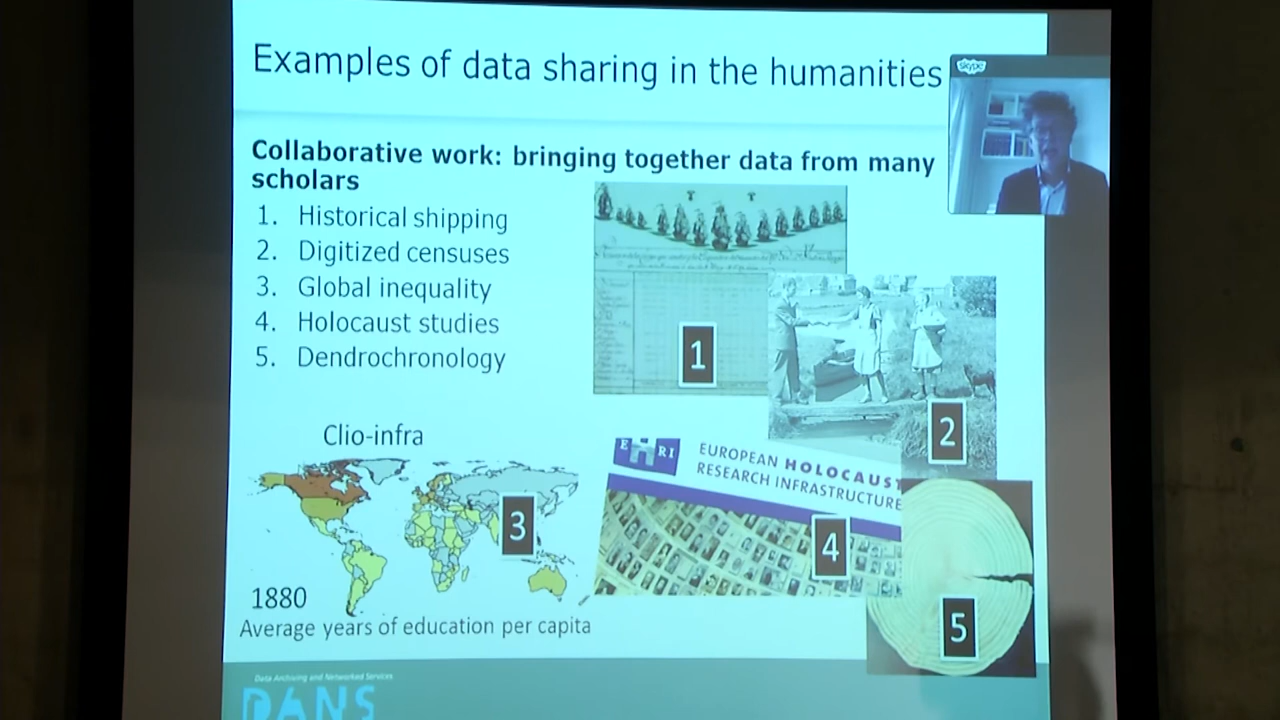 Examples of data sharing in the humanities
skype
Collaborative work: bringing together data from many
scholars
1. Historical shipping
2. Digitized censuses
3. Global inequality
4. Holocaust studies
5. Dendrochronology
1
2
Clio-infra
E H RI
EUROPEAN HOLOCAUST
RESEARCH INFRASTRUCTURE
3
4
5
1880
Average years of education per capita
Data Archiving and Networked Services
DANS